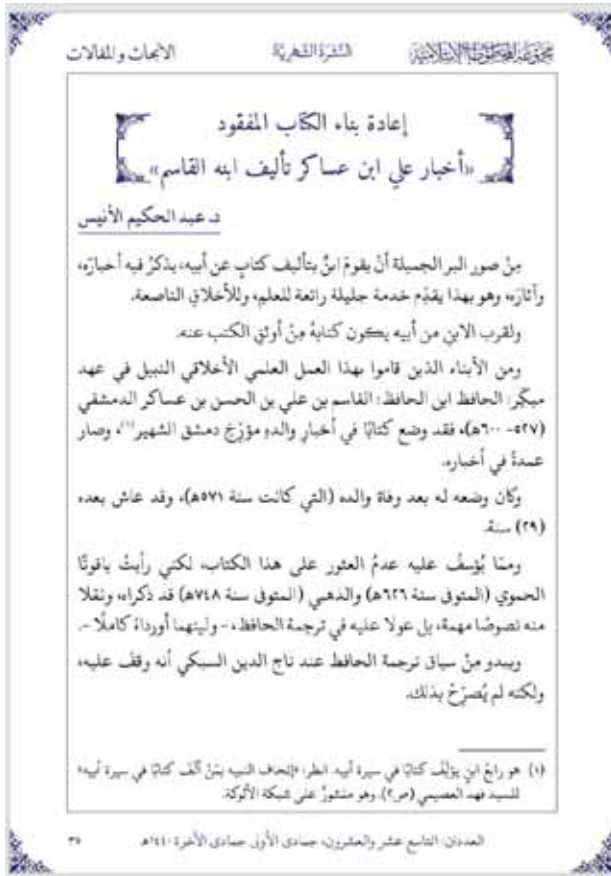 مجموعة المخطوطات الإسلامية
النشرة الشهرية
الأبحاث والمقالات
إعادة بناء الكتاب المفقود
«أخبار علي ابن عساكر تأليف ابنه القاسم»
د. عبد الحكيم الأنيس
مِنْ صور البر الجميلة أنْ يقومَ ابنٌ بتأليف كتابٍ عن أبيه، يذكرُ فيه أخبارَه،
وآثارَه، وهو بهذا يقدِّم خدمة جليلة رائعة للعلم، وللأخلاقِ الناصعة.
ولقرب الابنِ من أبيه يكون كتابهُ مِنْ أوثقِ الكتب عنه.
ومن الأبناء الذين قاموا بهذا العمل العلمي الأخلاقي النبيل في عهد
مبكِّر: الحافظ ابن الحافظ: القاسم بن علي بن الحسن بن عساكر الدمشقي
(٥٢٧- ٦٠٠هـ)، فقد وضع كتابًا في أخبارِ والدهِ مؤرِّخ دمشق الشهير(١)، وصار
عمدةً في أخباره.
وكان وضعه له بعد وفاة والده (التي كانت سنة ٥٧١هـ)، وقد عاش بعده
(٢٩) سنة.
وممّا يُؤسفُ عليه عدمُ العثور على هذا الكتاب، لكني رأيتُ ياقوتًا
الحموي (المتوفى سنة ٦٢٦هـ) والذهبي (المتوفى سنة ٧٤٨هـ) قد ذكراه، ونقلا
منه نصوصًا مهمة، بل عولا عليه في ترجمة الحافظ، - وليتهما أورداهُ كاملًا -.
ويبدو مِنْ سياق ترجمة الحافظ عند تاج الدين السبكي أنه وقفَ عليه،
ولكنه لم يُصرِّحْ بذلك.
(١) هو رابعُ ابنٍ يؤلِّف كتابًا في سيرة أبيه. انظر: «إتحاف النبيه بمَنْ ألّف كتابًا في سيرة أبيه»
للسيد فهد العصيمي (ص٢). وهو منشورٌ على شبكة الألوكة.
العددان: التاسع عشر والعشرون، جمادى الأولى جمادى الآخرة ١٤٤٠هـ
٣٥